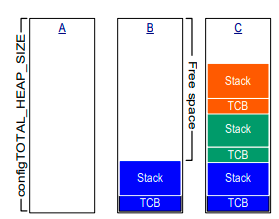 configTOTAL_HEAP_SIZE
A
B
Free space
Stack
TCB
C
Stack
TCB
Stack
TCB
Stack
TCB